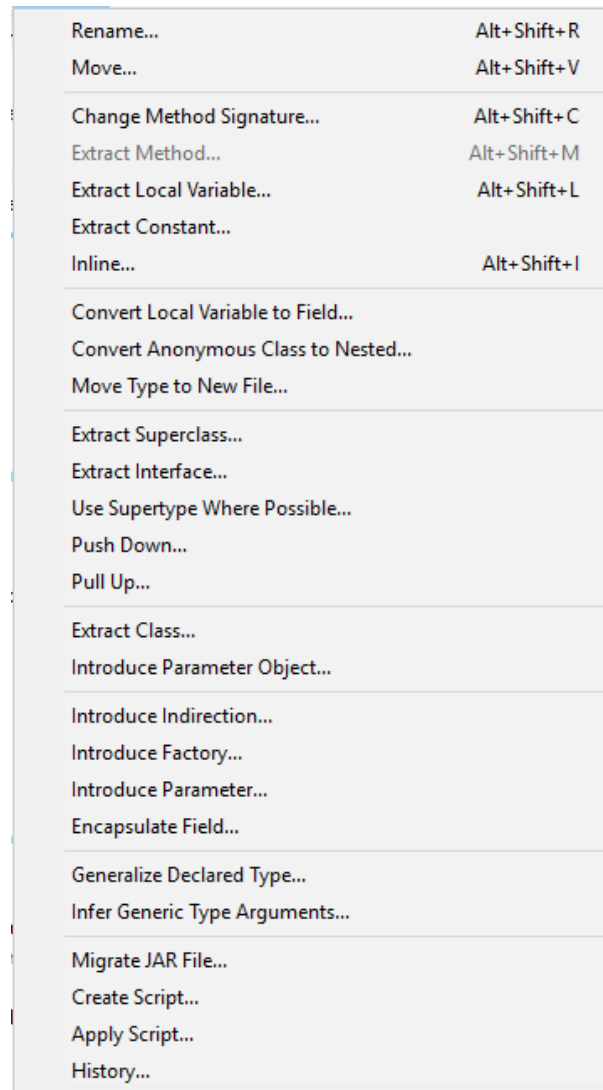 Rename... Alt+Shift+R
Move... Alt+Shift+V
Change Method Signature... Alt+Shift+C
Extract Method... Alt+Shift+M
Extract Local Variable... Alt+Shift+L
Extract Constant...
Inline... Alt+Shift+I
Convert Local Variable to Field...
Convert Anonymous Class to Nested...
Move Type to New File...
Extract Superclass...
Extract Interface...
Use Supertype Where Possible...
Push Down...
Pull Up...
Extract Class...
Introduce Parameter Object...
Introduce Indirection...
Introduce Factory...
Introduce Parameter...
Encapsulate Field...
Generalize Declared Type...
Infer Generic Type Arguments...
Migrate JAR File...
Create Script...
Apply Script...
History...